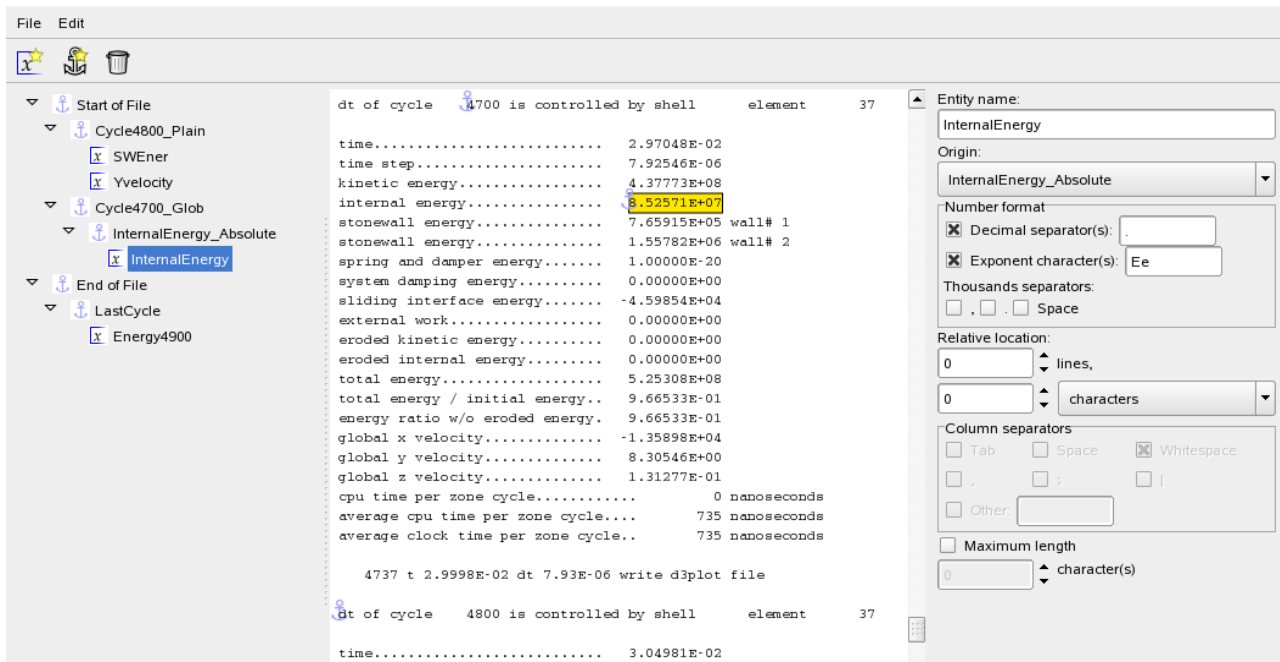 File Edit
Start of File
Cycle4800_Plain
x SWEner
x Yvelocity
Cycle4700_Glob
InternalEnergy_Absolute
x InternalEnergy
End of File
LastCycle
x Energy4900
dt of cycle 4700 is controlled by shell element 37
time........................... 2.97048E-02
time step...................... 7.92546E-06
kinetic energy................. 4.37773E+08
internal energy................ 8.52571E+07
stonewall energy............... 7.65915E+05 wall# 1
stonewall energy............... 1.55782E+06 wall# 2
spring and damper energy....... 1.00000E-20
system damping energy.......... 0.00000E+00
sliding interface energy....... -4.59854E+04
external work.................. 0.00000E+00
eroded kinetic energy.......... 0.00000E+00
eroded internal energy......... 0.00000E+00
total energy................... 5.25308E+08
total energy / initial energy.. 9.66533E-01
energy ratio w/o eroded energy. 9.66533E-01
global x velocity.............. -1.35898E+04
global y velocity.............. 8.30546E+00
global z velocity.............. 1.31277E-01
cpu time per zone cycle............ 0 nanoseconds
average cpu time per zone cycle.... 735 nanoseconds
average clock time per zone cycle.. 735 nanoseconds
4737 t 2.9998E-02 dt 7.93E-06 write d3plot file
dt of cycle 4800 is controlled by shell element 37
time........................... 3.04981E-02
Entity name:
InternalEnergy
Origin:
InternalEnergy_Absolute
Number format
Decimal separator(s): .
Exponent character(s): Ee
Thousands separators:
, . Space
Relative location:
0 lines,
0 characters
Column separators
Tab Space Whitespace
, ; |
Other:
Maximum length
0 character(s)